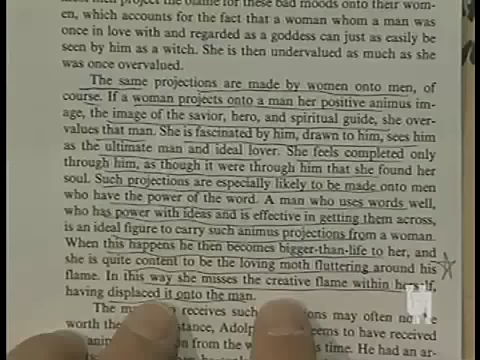 men project the blame for these bad moods onto their wom-
en, which accounts for the fact that a woman whom a man was
once in love with and regarded as a goddess can just as easily be
seen by him as a witch. She is then undervalued as much as she
was once overvalued.
The same projections are made by women onto men, of
course. If a woman projects onto a man her positive animus im-
age, the image of the savior, hero, and spiritual guide, she over-
values that man. She is fascinated by him, drawn to him, sees him
as the ultimate man and ideal lover. She feels completed only
through him, as though it were through him that she found her
soul. Such projections are especially likely to be made onto men
who have the power of the word. A man who uses words well,
who has power with ideas and is effective in getting them across,
is an ideal figure to carry such animus projections from a woman.
When this happens he then becomes bigger-than-life to her, and
she is quite content to be the loving moth fluttering around his
flame. In this way she misses the creative flame within herself,
having displaced it onto the man.
The receives such may often not be
worth the Adolp seems to have received
from the his time. He had an ar-